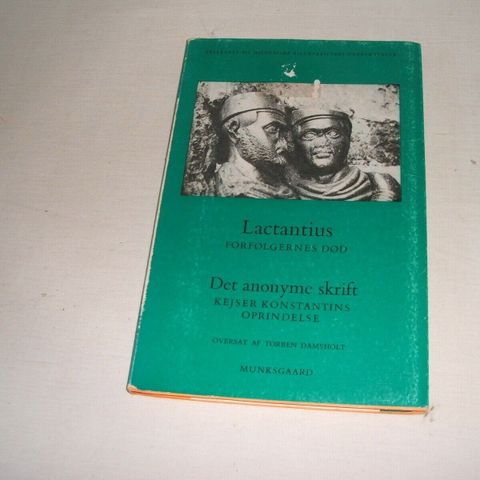 Lactantius
FORFØLGERNES DØD
Det anonyme skrift
KEJSER KONSTANTINS
OPRINDELSE
OVERSAT AF TORBEN DAMSHOLT
MUNKSGAARD